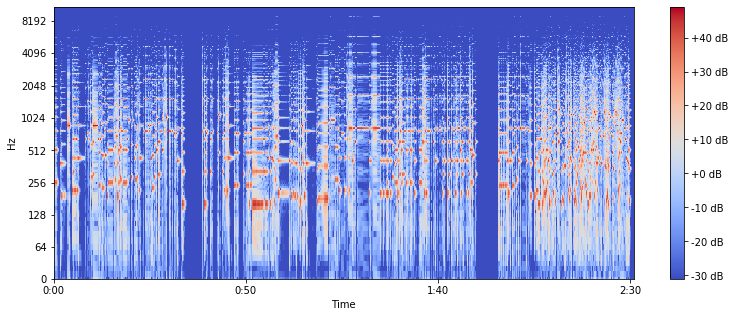 8192
4096
2048
1024
512
256
128
64
0
Hz
0:00
0:50
1:40
2:30
Time
+40 dB
+30 dB
+20 dB
+10 dB
+0 dB
-10 dB
-20 dB
-30 dB